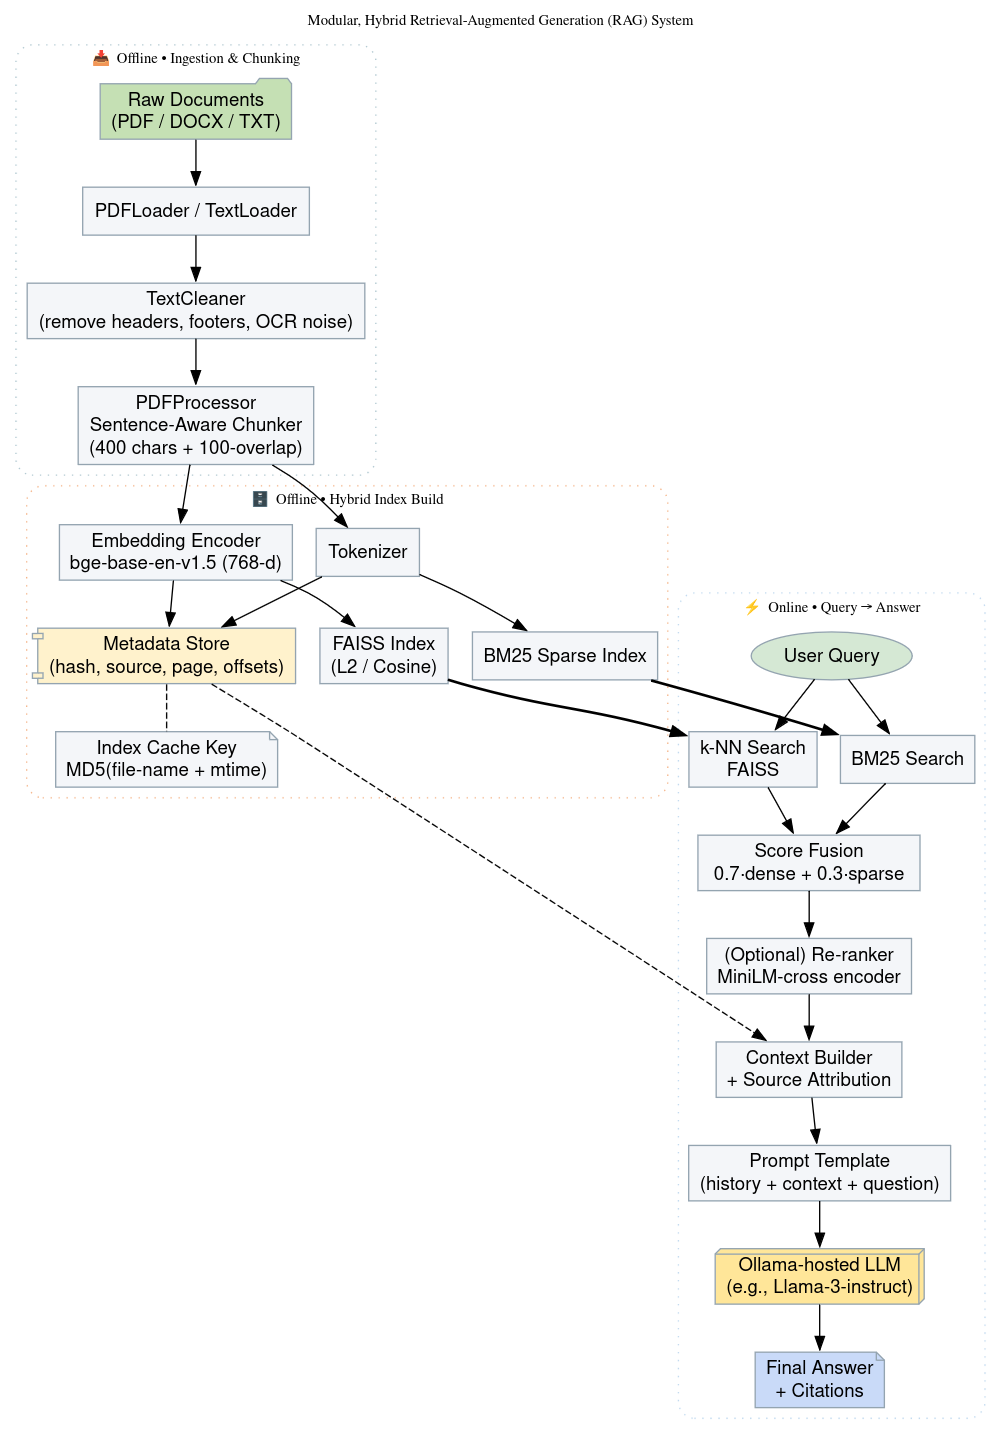 Modular, Hybrid Retrieval-Augmented Generation (RAG) System
📥 Offline • Ingestion & Chunking
Raw Documents
(PDF / DOCX / TXT)
PDFLoader / TextLoader
TextCleaner
(remove headers, footers, OCR noise)
PDFProcessor
Sentence-Aware Chunker
(400 chars + 100-overlap)
🗄️ Offline • Hybrid Index Build
Embedding Encoder
bge-base-en-v1.5 (768-d)
Tokenizer
Metadata Store
(hash, source, page, offsets)
FAISS Index
(L2 / Cosine)
BM25 Sparse Index
Index Cache Key
MD5(file-name + mtime)
⚡ Online • Query → Answer
User Query
k-NN Search
FAISS
BM25 Search
Score Fusion
0.7·dense + 0.3·sparse
(Optional) Re-ranker
MiniLM-cross encoder
Context Builder
+ Source Attribution
Prompt Template
(history + context + question)
Ollama-hosted LLM
(e.g., Llama-3-instruct)
Final Answer
+ Citations